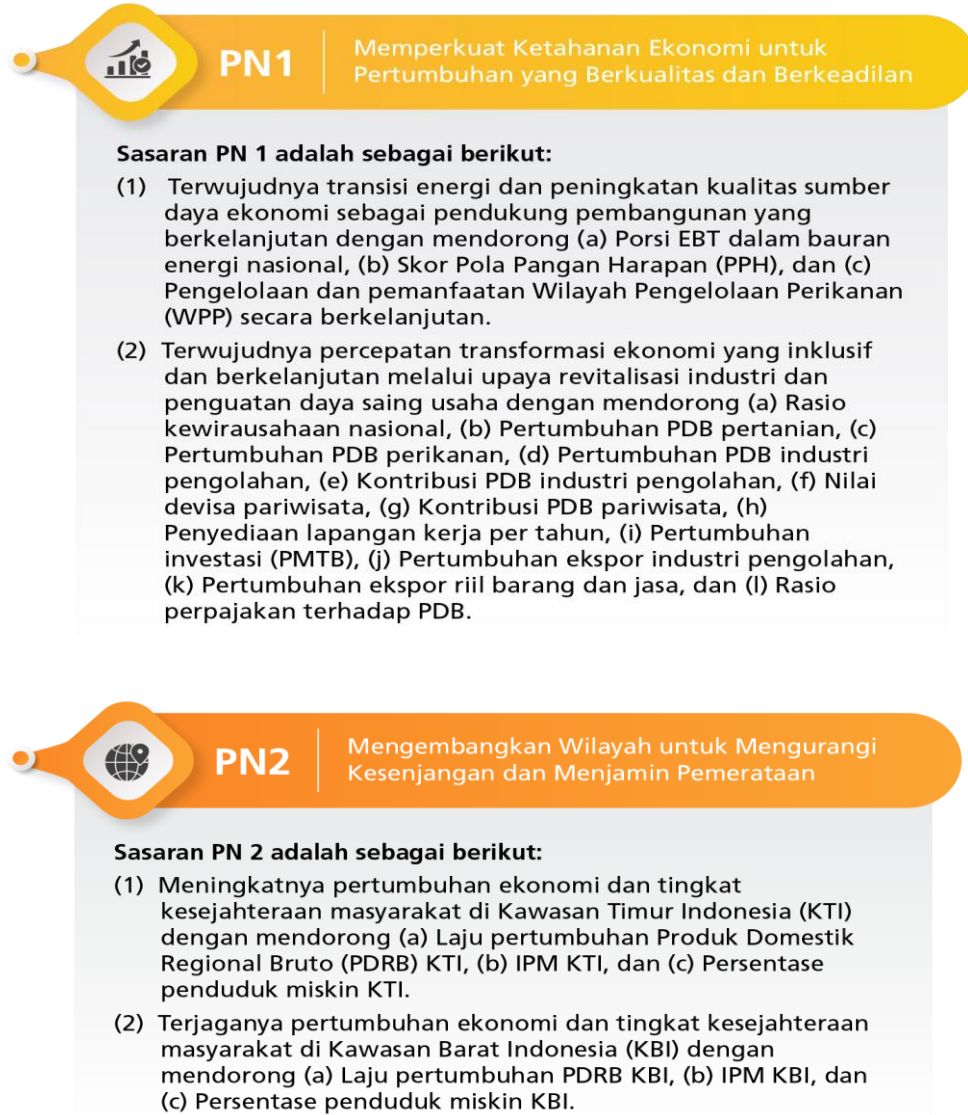 PN1
Memperkuat Ketahanan Ekonomi untuk
Pertumbuhan yang Berkualitas dan Berkeadilan
Sasaran PN 1 adalah sebagai berikut:
(1) Terwujudnya transisi energi dan peningkatan kualitas sumber
daya ekonomi sebagai pendukung pembangunan yang
berkelanjutan dengan mendorong (a) Porsi EBT dalam bauran
energi nasional, (b) Skor Pola Pangan Harapan (PPH), dan (c)
Pengelolaan dan pemanfaatan Wilayah Pengelolaan Perikanan
(WPP) secara berkelanjutan.
(2) Terwujudnya percepatan transformasi ekonomi yang inklusif
dan berkelanjutan melalui upaya revitalisasi industri dan
penguatan daya saing usaha dengan mendorong (a) Rasio
kewirausahaan nasional, (b) Pertumbuhan PDB pertanian, (c)
Pertumbuhan PDB perikanan, (d) Pertumbuhan PDB industri
pengolahan, (e) Kontribusi PDB industri pengolahan, (f) Nilai
devisa pariwisata, (g) Kontribusi PDB pariwisata, (h)
Penyediaan lapangan kerja per tahun, (i) Pertumbuhan
investasi (PMTB), (j) Pertumbuhan ekspor industri pengolahan,
(k) Pertumbuhan ekspor riil barang dan jasa, dan (l) Rasio
perpajakan terhadap PDB.
PN2
Mengembangkan Wilayah untuk Mengurangi
Kesenjangan dan Menjamin Pemerataan
Sasaran PN 2 adalah sebagai berikut:
(1) Meningkatnya pertumbuhan ekonomi dan tingkat
kesejahteraan masyarakat di Kawasan Timur Indonesia (KTI)
dengan mendorong (a) Laju pertumbuhan Produk Domestik
Regional Bruto (PDRB) KTI, (b) IPM KTI, dan (c) Persentase
penduduk miskin KTI.
(2) Terjaganya pertumbuhan ekonomi dan tingkat kesejahteraan
masyarakat di Kawasan Barat Indonesia (KBI) dengan
mendorong (a) Laju pertumbuhan PDRB KBI, (b) IPM KBI, dan
(c) Persentase penduduk miskin KBI.